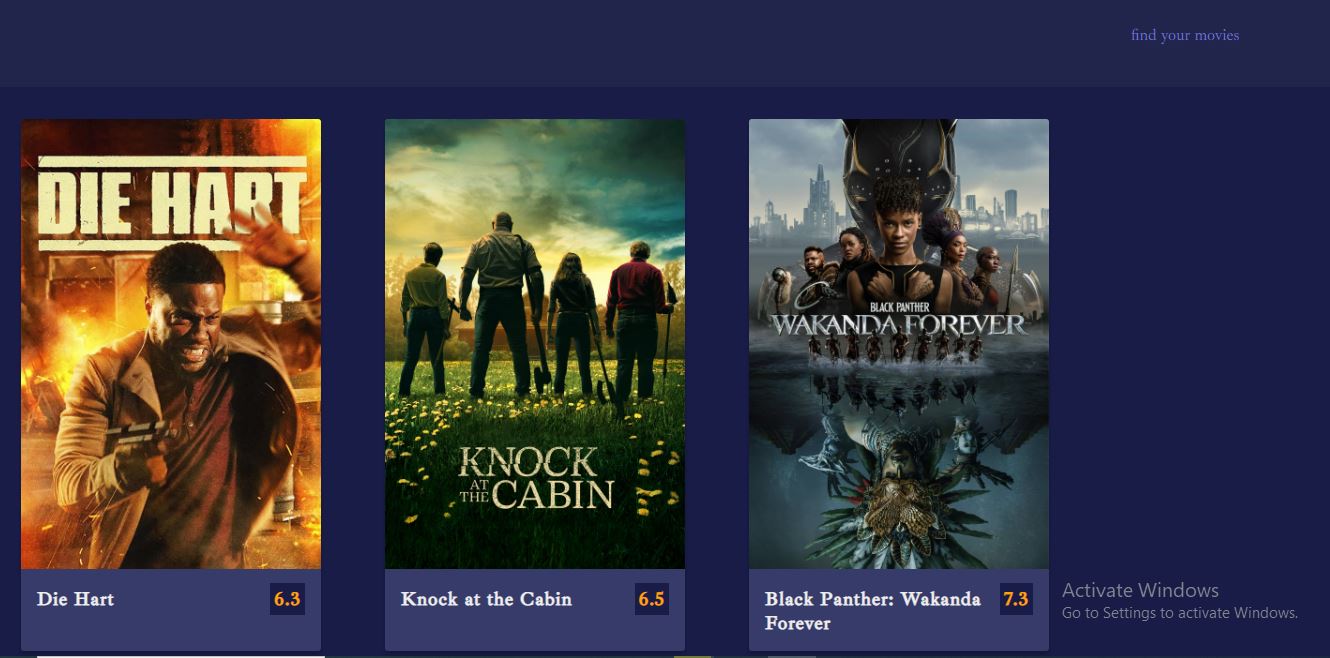 find your movies
DIE HART
KNOCK
AT
THE CABIN
BLACK PANTHER
WAKANDA FOREVER
Die Hart
6.3
Knock at the Cabin
6.5
Black Panther: Wakanda
Forever
7.3
Activate Windows
Go to Settings to activate Windows.